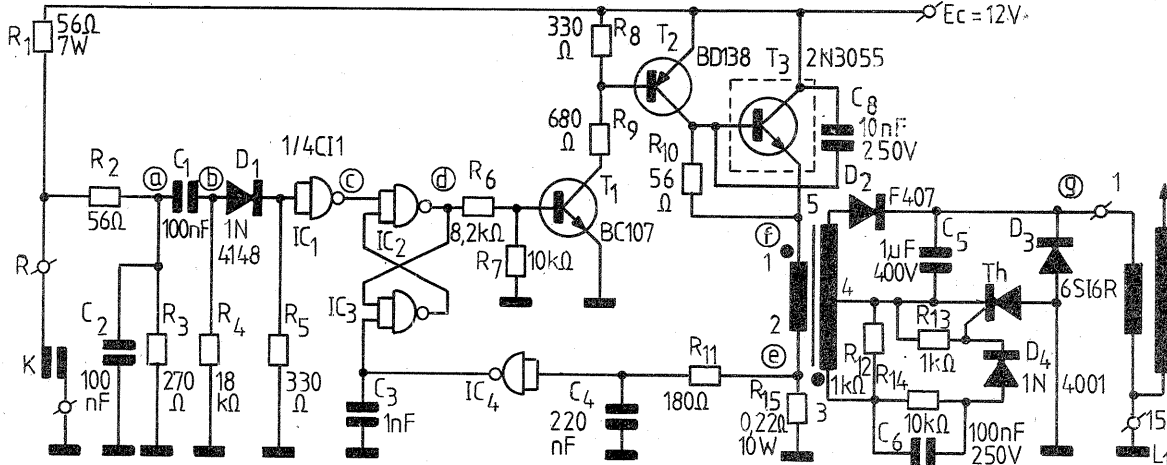 R1 56Ω
7W
330
Ω
R8
T2
BD138
T3
2N3055
Ec=12V
C8
10nF
250V
680
Ω
R9
R10
56
Ω
1/4CI1
R2
56Ω
a
C1
100nF
b
D1
1N
4148
c
IC1
IC2
d
R6
8,2kΩ
T1
BC107
R7
10kΩ
IC3
D2
F407
5
f
1
2
e
4
3
g
1
C5
1µF
400V
D3
6SI6R
Th
R
K
C2
100
nF
R3
270
Ω
R4
18
kΩ
R5
330
Ω
C3
1nF
IC4
C4
220
nF
R11
180Ω
R15
0,22Ω
10W
R12
1kΩ
R13
1kΩ
D4
1N
4001
R14
10kΩ
C6
100nF
250V
15